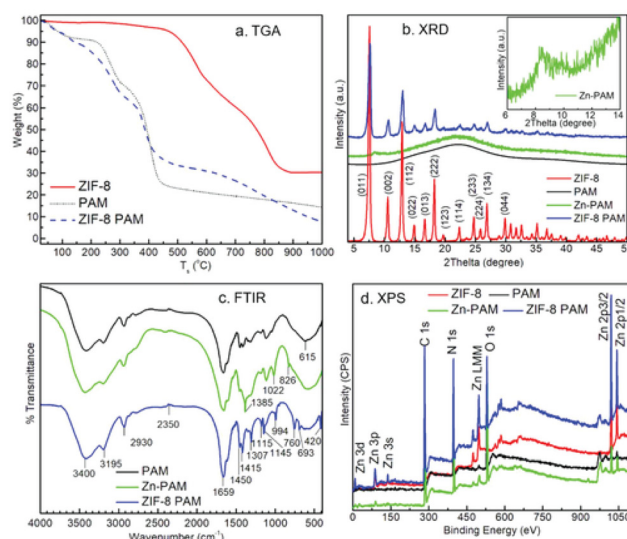 a. TGA
Weight (%)
100
90
80
70
60
50
40
30
20
10
0
ZIF-8
PAM
ZIF-8 PAM
200
400
600
800
1000
Tₛ (°C)
b. XRD
Intensity (a.u.)
Intensity (a.u.)
Zn-PAM
6
8
10
12
14
2Thelta (degree)
(011)
(002)
(112)
(022)
(013)
(222)
(123)
(114)
(233)
(224)
(134)
(044)
ZIF-8
PAM
Zn-PAM
ZIF-8 PAM
5
10
15
20
25
30
35
40
45
50
2Thelta (degree)
c. FTIR
% Transmittance
615
826
1022
1385
2350
2930
3195
3400
994
1115
760
420
1307
1145
693
1415
1450
1659
PAM
Zn-PAM
ZIF-8 PAM
4000
3500
3000
2500
2000
1500
1000
500
Wavenumber (cm⁻¹)
d. XPS
Intensity (CPS)
ZIF-8
PAM
Zn-PAM
ZIF-8 PAM
Zn 3d
Zn 3p
Zn 3s
C 1s
N 1s
Zn LMM
O 1s
Zn 2p3/2
Zn 2p1/2
0
150
300
450
600
750
900
1050
Binding Energy (eV)